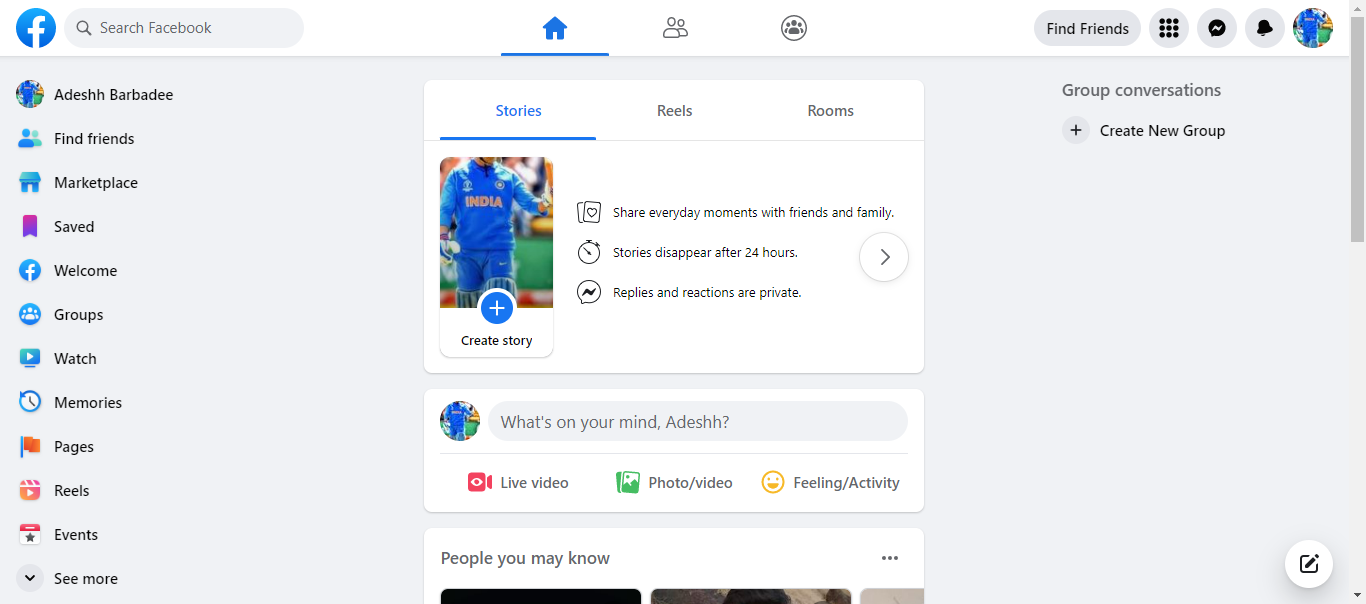 Search Facebook
Find Friends
Adeshh Barbadee
Find friends
Marketplace
Saved
Welcome
Groups
Watch
Memories
Pages
Reels
Events
See more
Stories
Reels
Rooms
INDIA
Create story
Share everyday moments with friends and family.
Stories disappear after 24 hours.
Replies and reactions are private.
What's on your mind, Adeshh?
Live video
Photo/video
Feeling/Activity
People you may know
Group conversations
Create New Group